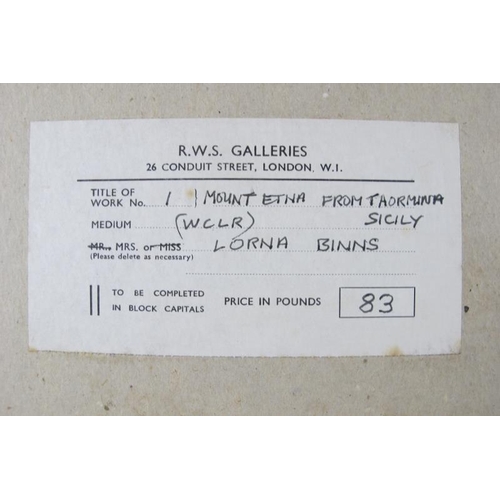 R.W.S. GALLERIES
26 CONDUIT STREET, LONDON, W.I.
TITLE OF WORK No. 1 | MOUNT ETNA FROM TAORMINA
MEDIUM (WCLR) SICILY
MR., MRS. or MISS LORNA BINNS
(Please delete as necessary)
TO BE COMPLETED
IN BLOCK CAPITALS
PRICE IN POUNDS 83